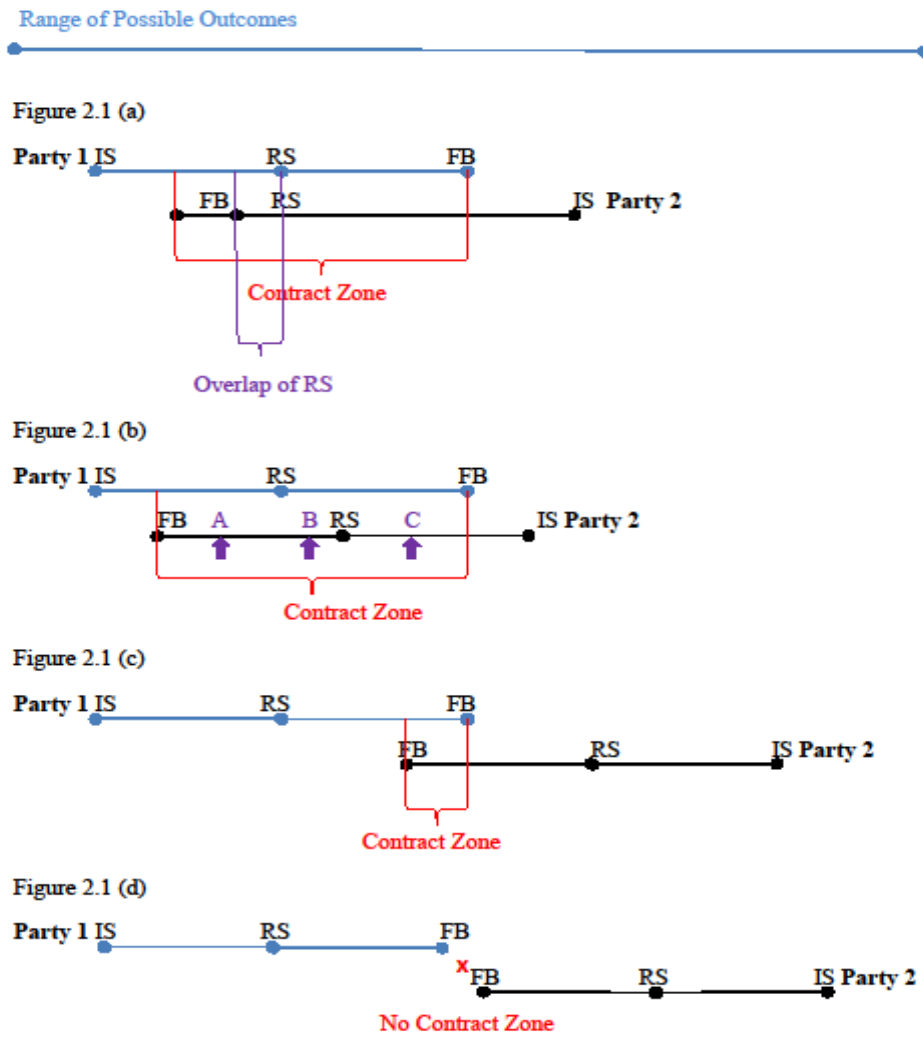 Range of Possible Outcomes
Figure 2.1 (a)
Party 1 IS RS FB
FB RS IS Party 2
Contract Zone
Overlap of RS
Figure 2.1 (b)
Party 1 IS RS FB
FB A B RS C IS Party 2
Contract Zone
Figure 2.1 (c)
Party 1 IS RS FB
FB RS IS Party 2
Contract Zone
Figure 2.1 (d)
Party 1 IS RS FB
x
FB RS IS Party 2
No Contract Zone